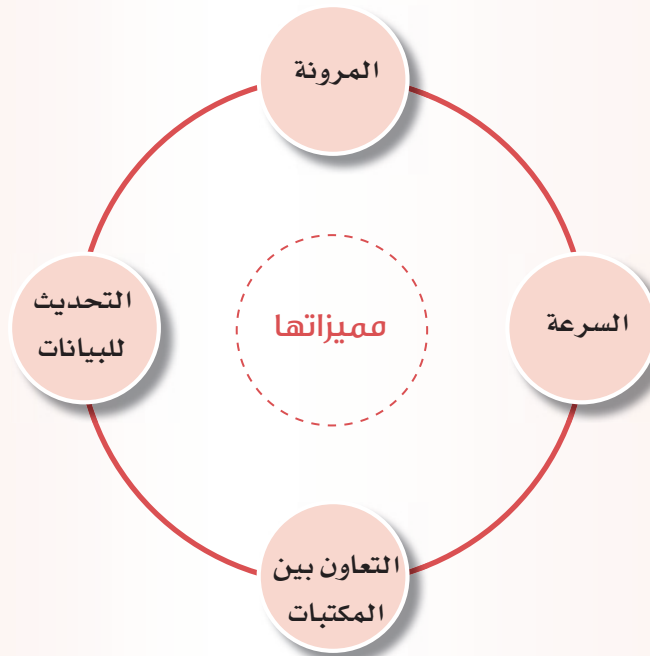 المرونة
السرعة
مميزاتها
التحديث
للبيانات
التعاون بين
المكتبات